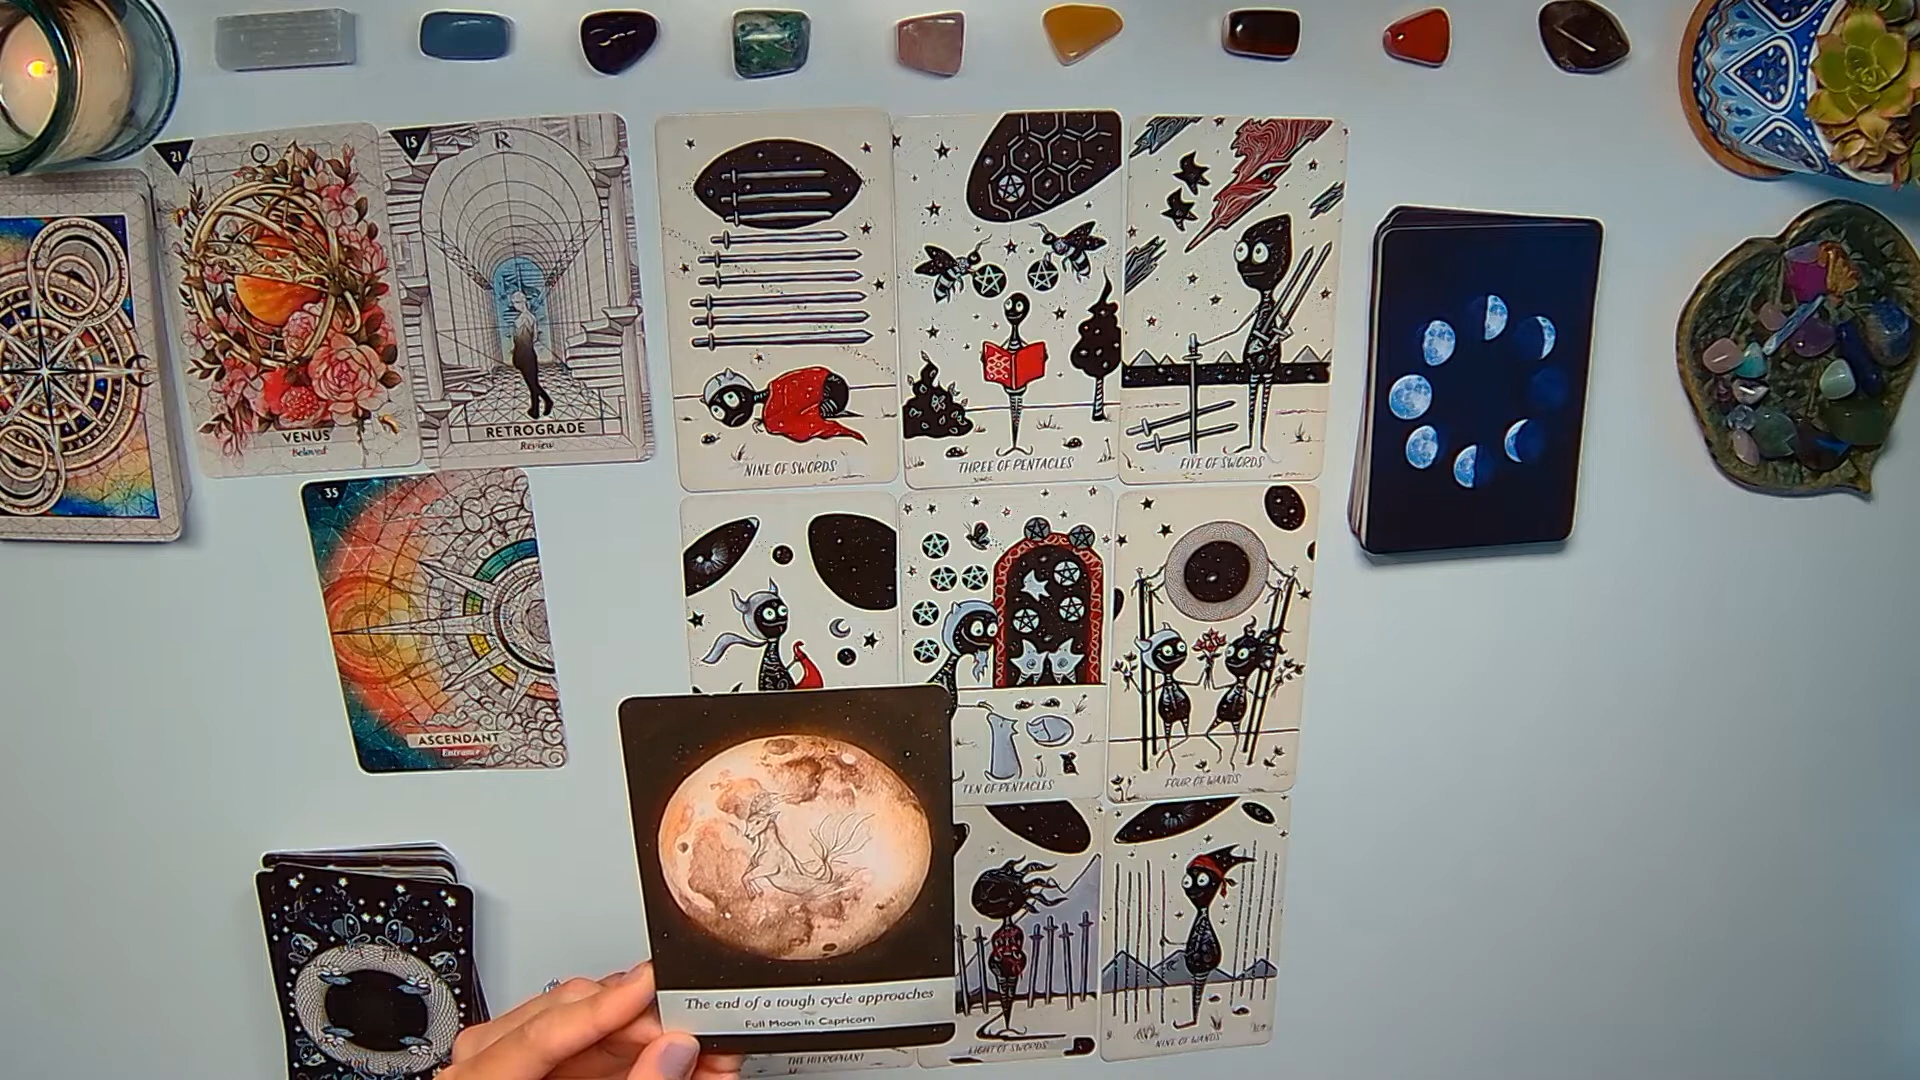 21
VENUS
Beloved
15
R
RETROGRADE
Review
NINE OF SWORDS
THREE OF PENTACLES
FIVE OF SWORDS
35
ASCENDANT
Entrance
TEN OF PENTACLES
FOUR OF WANDS
The end of a tough cycle approaches
Full Moon In Capricorn
THE HIEROPHANT
EIGHT OF SWORDS
NINE OF WANDS